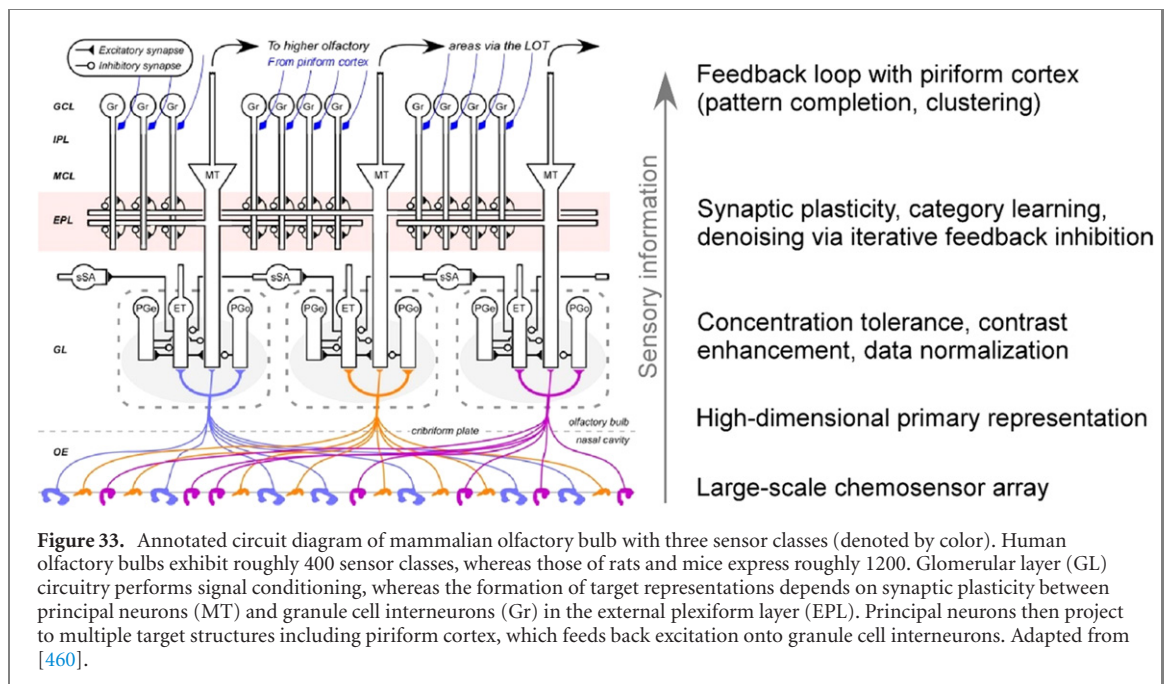 Excitatory synapse
Inhibitory synapse
To higher olfactory
From piriform cortex
areas via the LOT
GCL
Gr Gr Gr Gr Gr Gr Gr Gr Gr Gr Gr
IPL
MCL
MT MT MT
EPL
sSA sSA sSA
PGe ET PGo PGe ET PGo PGe ET PGo
GL
cribriform plate
olfactory bulb
nasal cavity
OE
Sensory information
Feedback loop with piriform cortex
(pattern completion, clustering)
Synaptic plasticity, category learning,
denoising via iterative feedback inhibition
Concentration tolerance, contrast
enhancement, data normalization
High-dimensional primary representation
Large-scale chemosensor array
Figure 33. Annotated circuit diagram of mammalian olfactory bulb with three sensor classes (denoted by color). Human
olfactory bulbs exhibit roughly 400 sensor classes, whereas those of rats and mice express roughly 1200. Glomerular layer (GL)
circuitry performs signal conditioning, whereas the formation of target representations depends on synaptic plasticity between
principal neurons (MT) and granule cell interneurons (Gr) in the external plexiform layer (EPL). Principal neurons then project
to multiple target structures including piriform cortex, which feeds back excitation onto granule cell interneurons. Adapted from
[460].